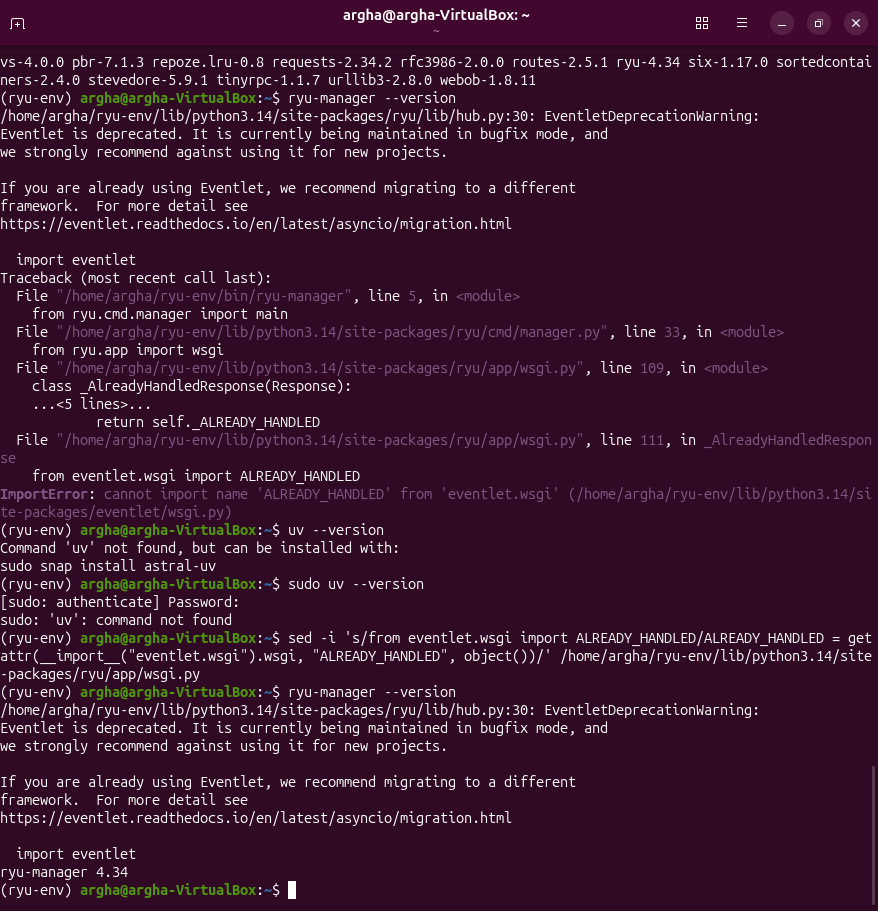 argha@argha-VirtualBox: ~
~
vs-4.0.0 pbr-7.1.3 repoze.lru-0.8 requests-2.34.2 rfc3986-2.0.0 routes-2.5.1 ryu-4.34 six-1.17.0 sortedcontai
ners-2.4.0 stevedore-5.9.1 tinyrpc-1.1.7 urllib3-2.8.0 webob-1.8.11
(ryu-env) argha@argha-VirtualBox:~$ ryu-manager --version
/home/argha/ryu-env/lib/python3.14/site-packages/ryu/lib/hub.py:30: EventletDeprecationWarning:
Eventlet is deprecated. It is currently being maintained in bugfix mode, and
we strongly recommend against using it for new projects.

If you are already using Eventlet, we recommend migrating to a different
framework.  For more detail see
https://eventlet.readthedocs.io/en/latest/asyncio/migration.html

  import eventlet
Traceback (most recent call last):
  File "/home/argha/ryu-env/bin/ryu-manager", line 5, in <module>
    from ryu.cmd.manager import main
  File "/home/argha/ryu-env/lib/python3.14/site-packages/ryu/cmd/manager.py", line 33, in <module>
    from ryu.app import wsgi
  File "/home/argha/ryu-env/lib/python3.14/site-packages/ryu/app/wsgi.py", line 109, in <module>
    class _AlreadyHandledResponse(Response):
    ...<5 lines>...
            return self._ALREADY_HANDLED
  File "/home/argha/ryu-env/lib/python3.14/site-packages/ryu/app/wsgi.py", line 111, in _AlreadyHandledRespon
se
    from eventlet.wsgi import ALREADY_HANDLED
ImportError: cannot import name 'ALREADY_HANDLED' from 'eventlet.wsgi' (/home/argha/ryu-env/lib/python3.14/si
te-packages/eventlet/wsgi.py)
(ryu-env) argha@argha-VirtualBox:~$ uv --version
Command 'uv' not found, but can be installed with:
sudo snap install astral-uv
(ryu-env) argha@argha-VirtualBox:~$ sudo uv --version
[sudo: authenticate] Password:
sudo: 'uv': command not found
(ryu-env) argha@argha-VirtualBox:~$ sed -i 's/from eventlet.wsgi import ALREADY_HANDLED/ALREADY_HANDLED = get
attr(__import__("eventlet.wsgi").wsgi, "ALREADY_HANDLED", object())/' /home/argha/ryu-env/lib/python3.14/site
-packages/ryu/app/wsgi.py
(ryu-env) argha@argha-VirtualBox:~$ ryu-manager --version
/home/argha/ryu-env/lib/python3.14/site-packages/ryu/lib/hub.py:30: EventletDeprecationWarning:
Eventlet is deprecated. It is currently being maintained in bugfix mode, and
we strongly recommend against using it for new projects.

If you are already using Eventlet, we recommend migrating to a different
framework.  For more detail see
https://eventlet.readthedocs.io/en/latest/asyncio/migration.html

  import eventlet
ryu-manager 4.34
(ryu-env) argha@argha-VirtualBox:~$